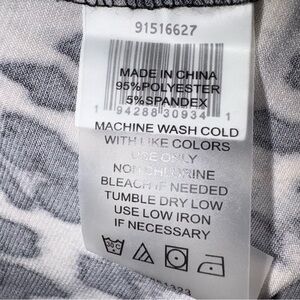 91516627
MADE IN CHINA
95%POLYESTER
5%SPANDEX
1 94288 30934 1
MACHINE WASH COLD
WITH LIKE COLORS
USE ONLY
NON CHLORINE
BLEACH IF NEEDED
TUMBLE DRY LOW
USE LOW IRON
IF NECESSARY